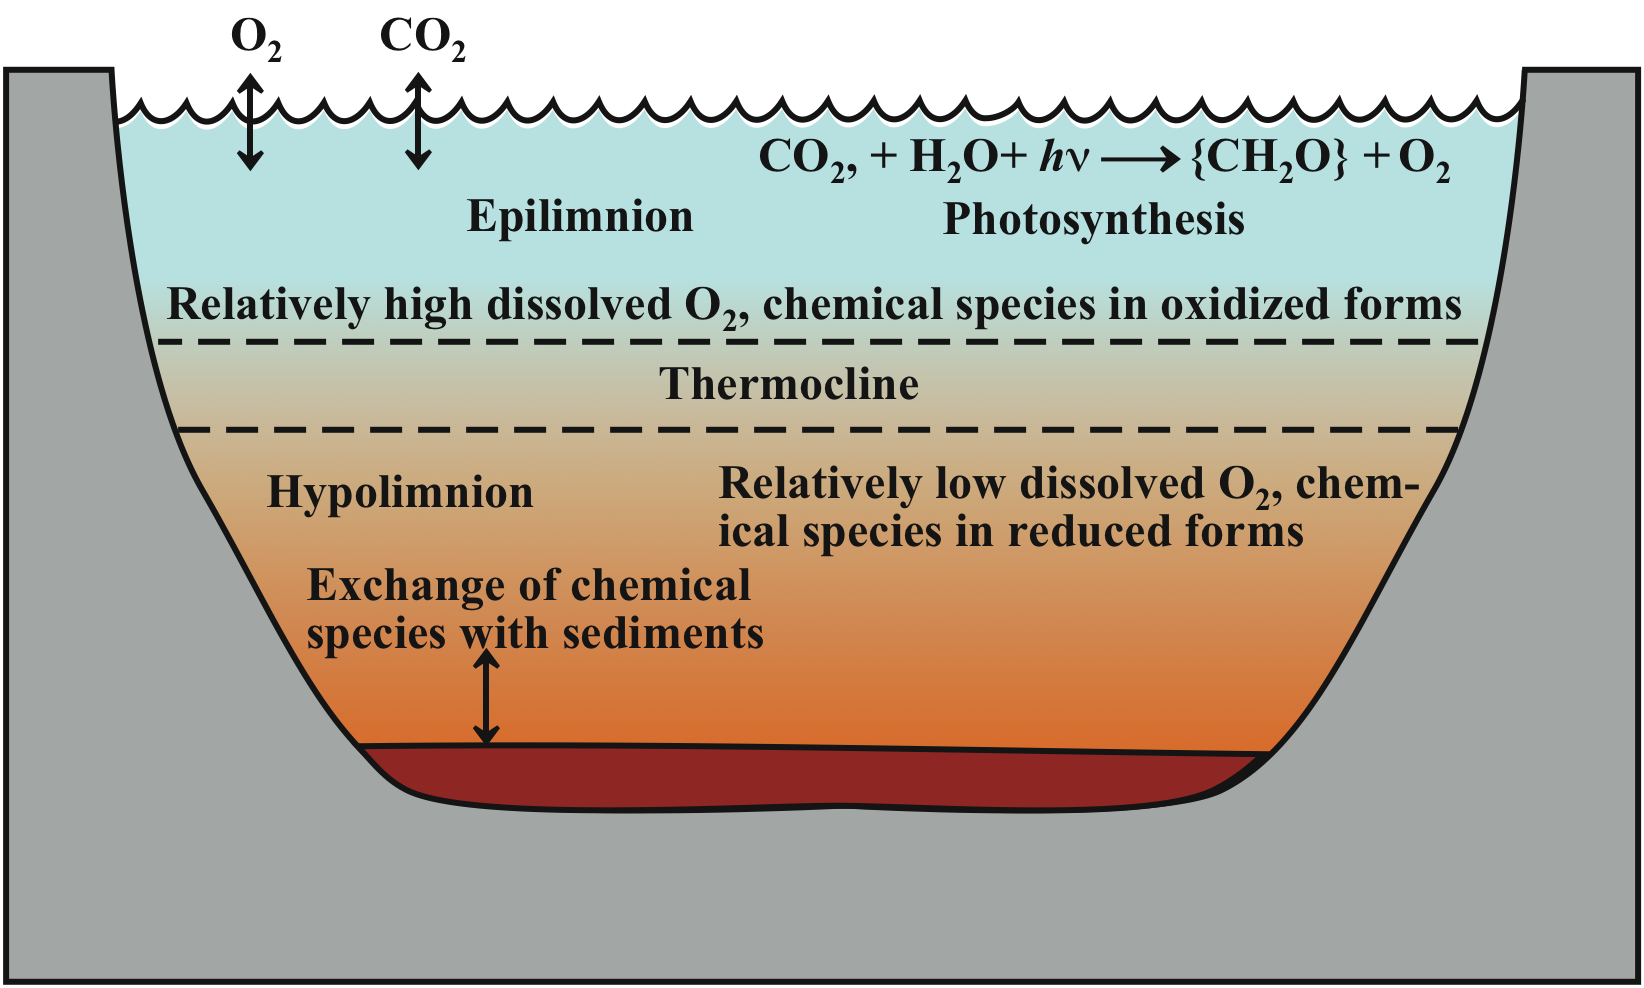 O₂ CO₂
CO₂, + H₂O+ hν ⟶ {CH₂O} + O₂
Epilimnion Photosynthesis
Relatively high dissolved O₂, chemical species in oxidized forms
Thermocline
Hypolimnion
Relatively low dissolved O₂, chem-
ical species in reduced forms
Exchange of chemical
species with sediments